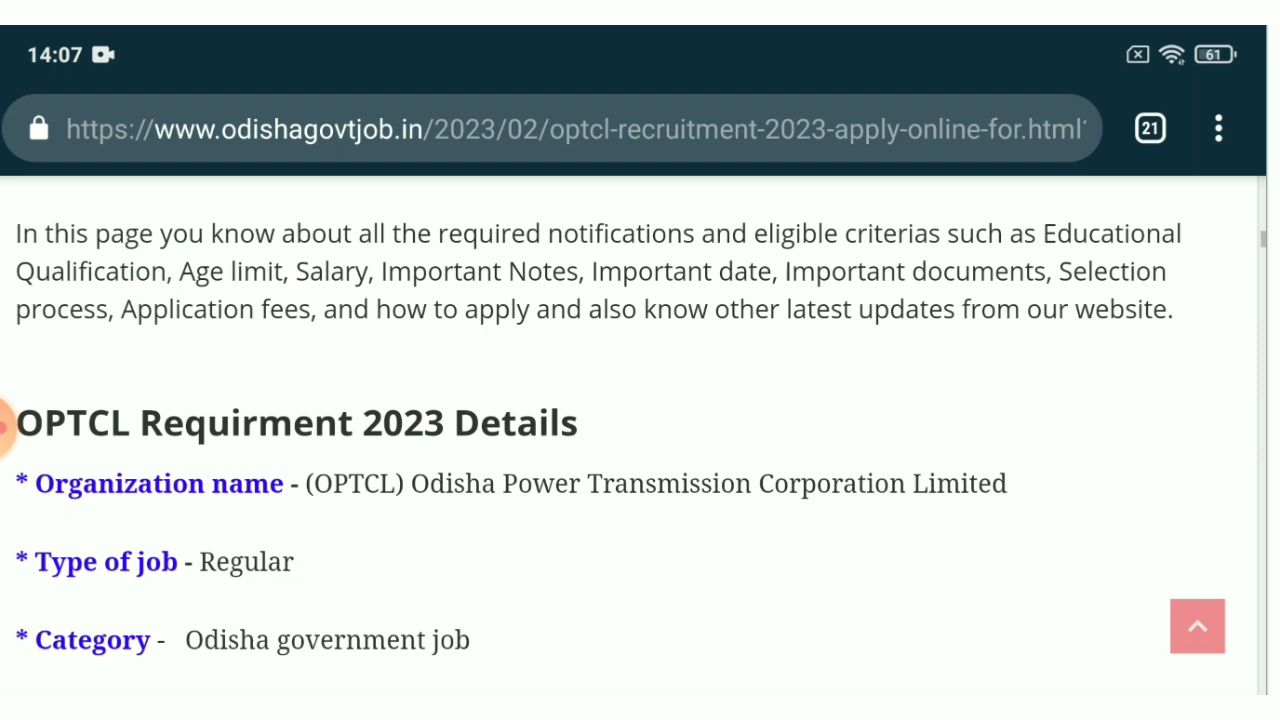 14:07
61
https://www.odishagovtjob.in/2023/02/optcl-recruitment-2023-apply-online-for.html
21
In this page you know about all the required notifications and eligible criterias such as Educational
Qualification, Age limit, Salary, Important Notes, Important date, Important documents, Selection
process, Application fees, and how to apply and also know other latest updates from our website.
OPTCL Requirment 2023 Details
* Organization name - (OPTCL) Odisha Power Transmission Corporation Limited
* Type of job - Regular
* Category - Odisha government job